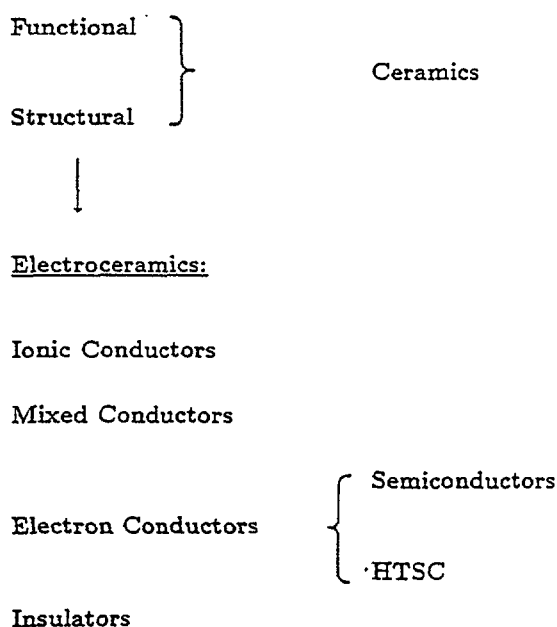 Functional
Ceramics
Structural
Electroceramics:
Ionic Conductors
Mixed Conductors
Semiconductors
Electron Conductors
HTSC
Insulators